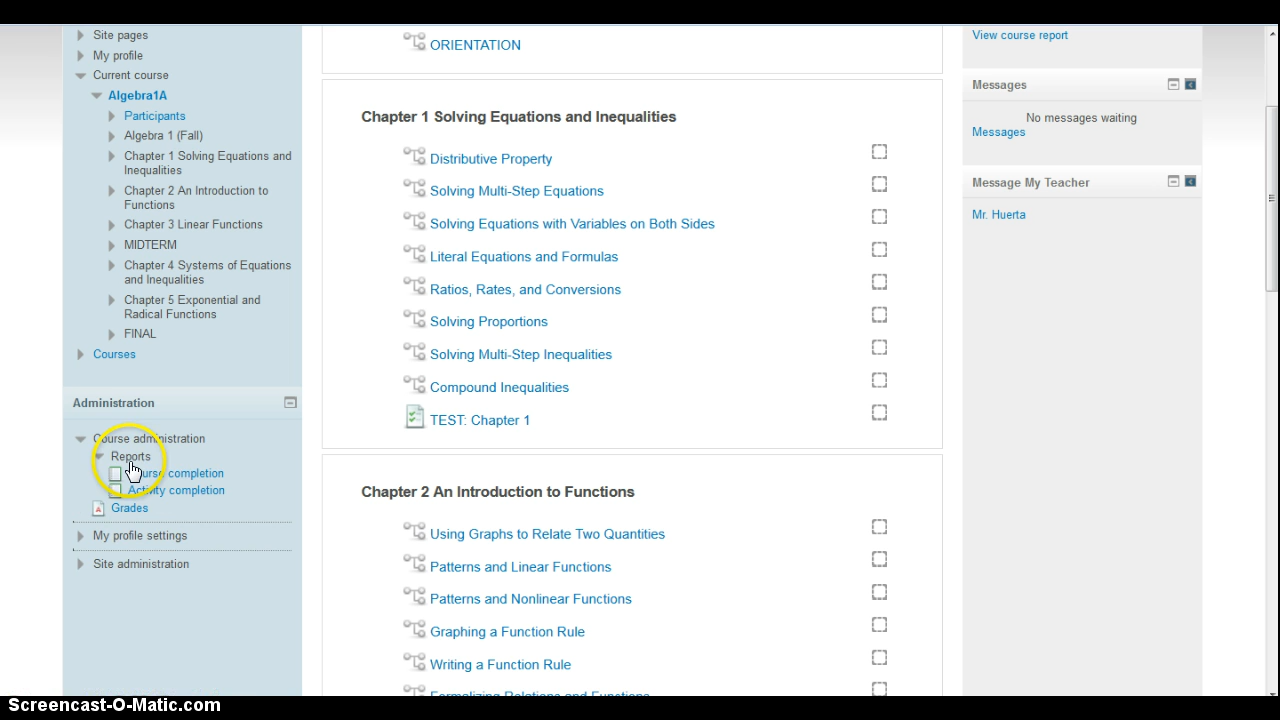 Site pages
My profile
Current course
Algebra1A
Participants
Algebra 1 (Fall)
Chapter 1 Solving Equations and
Inequalities
Chapter 2 An Introduction to
Functions
Chapter 3 Linear Functions
MIDTERM
Chapter 4 Systems of Equations
and Inequalities
Chapter 5 Exponential and
Radical Functions
FINAL
Courses
Administration
Course administration
Reports
Course completion
Activity completion
Grades
My profile settings
Site administration
ORIENTATION
Chapter 1 Solving Equations and Inequalities
Distributive Property
Solving Multi-Step Equations
Solving Equations with Variables on Both Sides
Literal Equations and Formulas
Ratios, Rates, and Conversions
Solving Proportions
Solving Multi-Step Inequalities
Compound Inequalities
TEST: Chapter 1
Chapter 2 An Introduction to Functions
Using Graphs to Relate Two Quantities
Patterns and Linear Functions
Patterns and Nonlinear Functions
Graphing a Function Rule
Writing a Function Rule
Formalizing Relations and Functions
View course report
Messages
No messages waiting
Messages
Message My Teacher
Mr. Huerta
Screencast-O-Matic.com